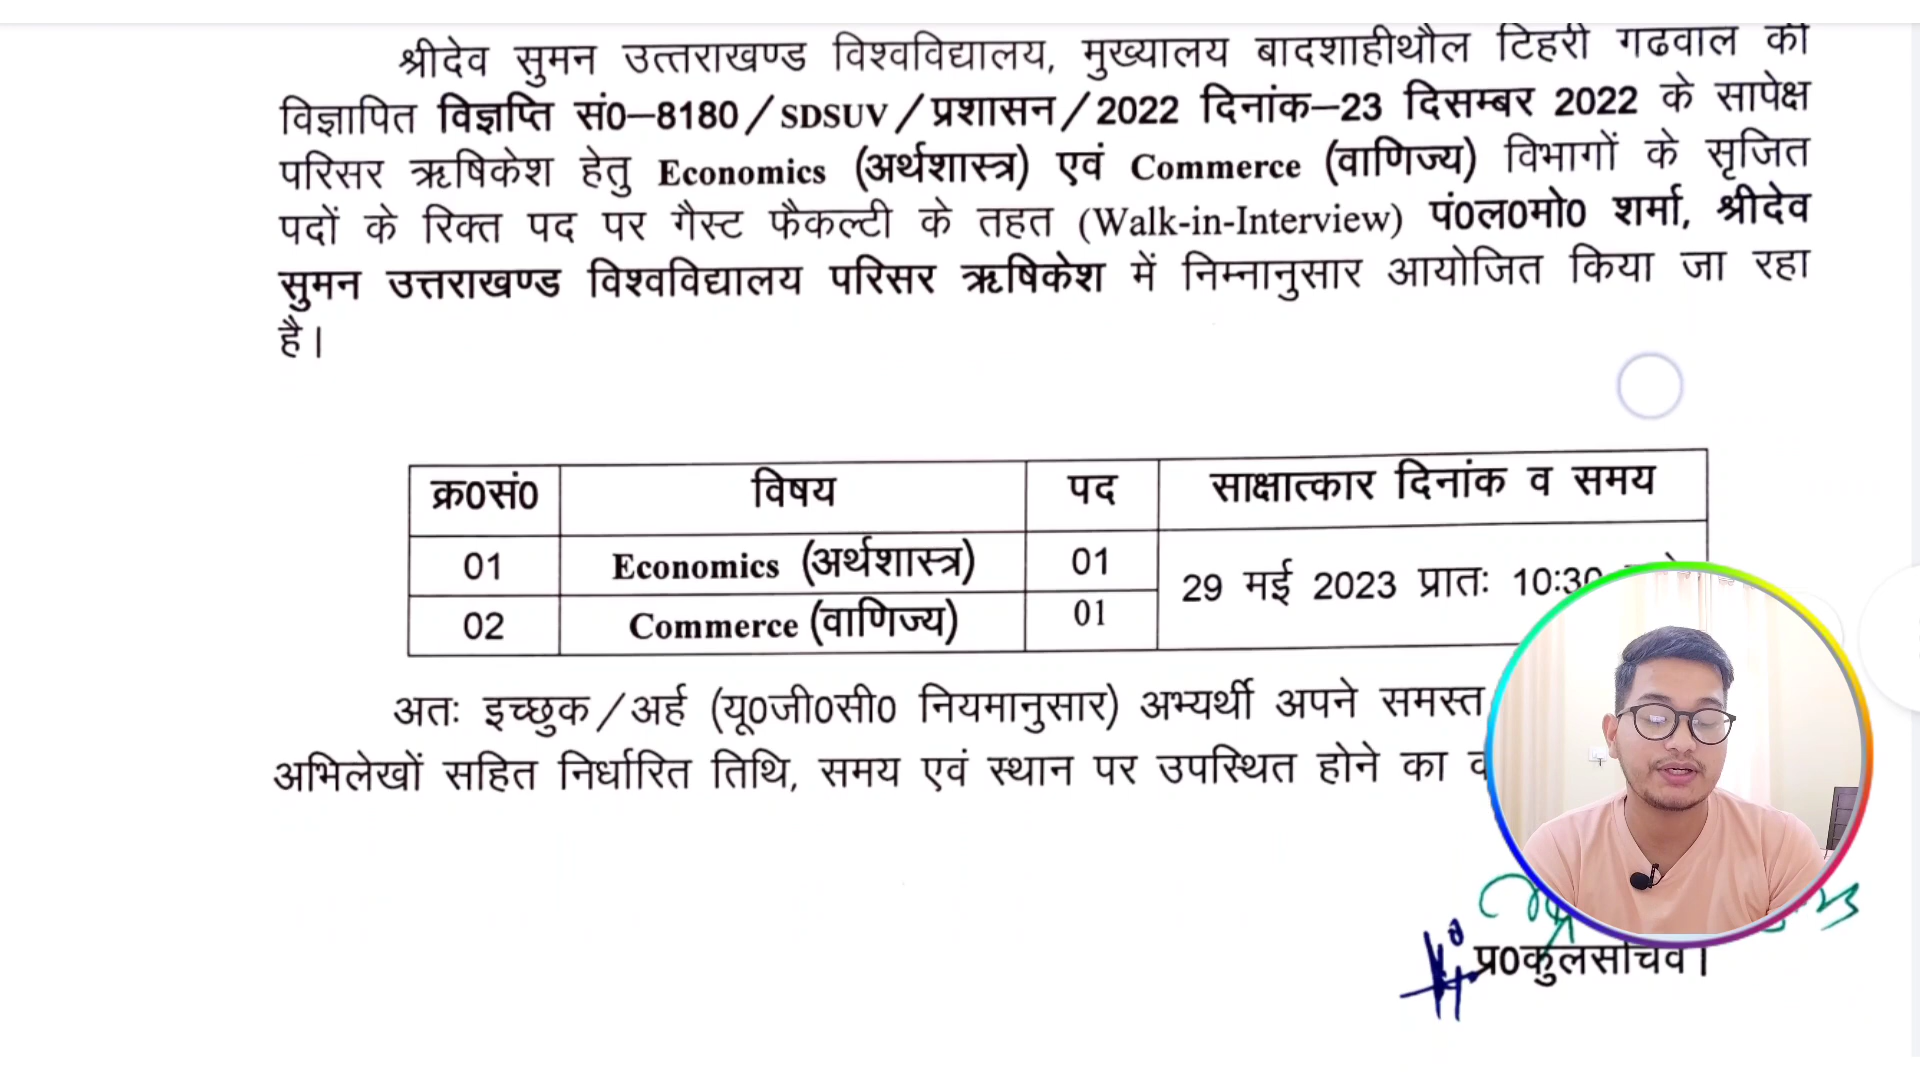 श्रीदेव सुमन उत्तराखण्ड विश्वविद्यालय, मुख्यालय बादशाहीथौल टिहरी गढवाल की
विज्ञापित विज्ञप्ति सं0–8180/SDSUV/प्रशासन/2022 दिनांक–23 दिसम्बर 2022 के सापेक्ष
परिसर ऋषिकेश हेतु Economics (अर्थशास्त्र) एवं Commerce (वाणिज्य) विभागों के सृजित
पदों के रिक्त पद पर गैस्ट फैकल्टी के तहत (Walk-in-Interview) पं0ल0मो0 शर्मा, श्रीदेव
सुमन उत्तराखण्ड विश्वविद्यालय परिसर ऋषिकेश में निम्नानुसार आयोजित किया जा रहा
है।
क्र0सं0 विषय पद साक्षात्कार दिनांक व समय
01 Economics (अर्थशास्त्र) 01 29 मई 2023 प्रातः 10:30
02 Commerce (वाणिज्य) 01
अतः इच्छुक/अर्ह (यू0जी0सी0 नियमानुसार) अभ्यर्थी अपने समस्त
अभिलेखों सहित निर्धारित तिथि, समय एवं स्थान पर उपस्थित होने का
प्र0कुलसचिव।